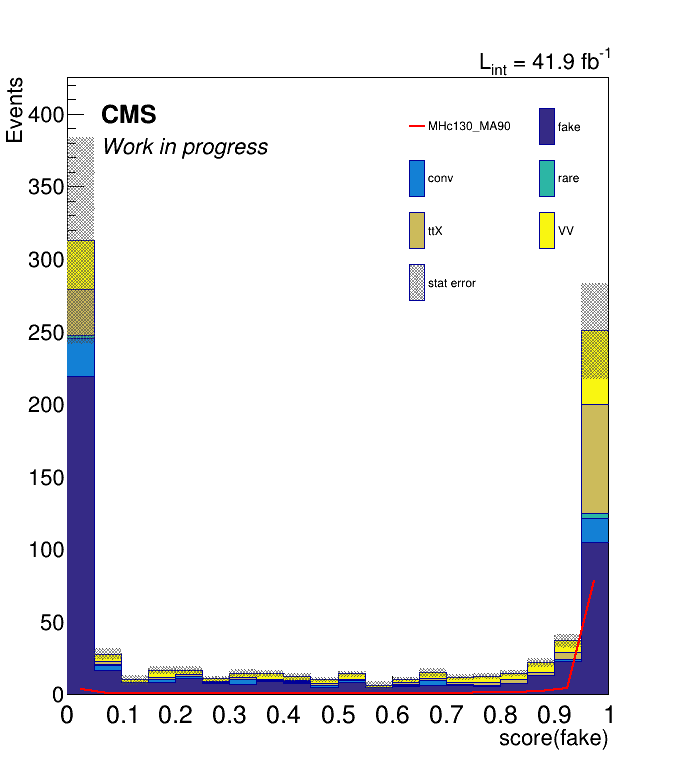 L_int = 41.9 fb^-1
Events
CMS
Work in progress
MHc130_MA90
fake
conv
rare
ttX
VV
stat error
400
350
300
250
200
150
100
50
0
0 0.1 0.2 0.3 0.4 0.5 0.6 0.7 0.8 0.9 1
score(fake)